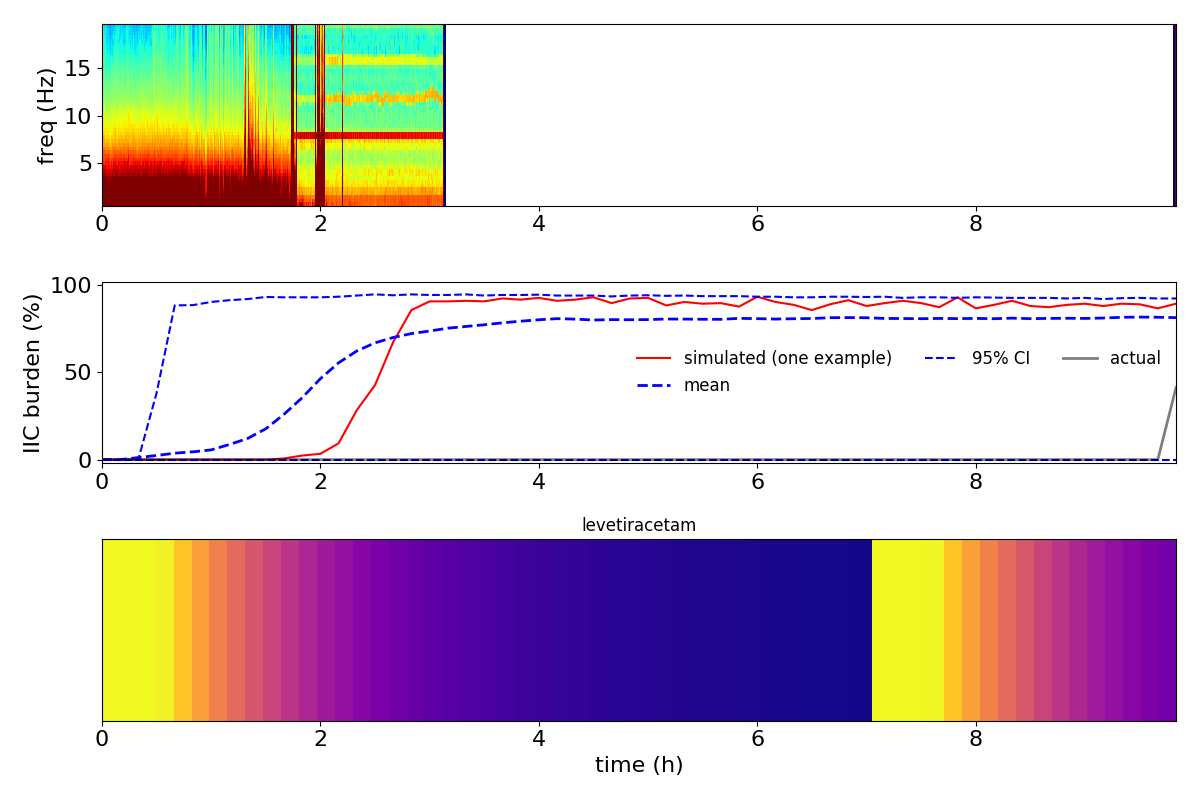 freq (Hz)
15
10
5
0 2 4 6 8
IIC burden (%)
100
50
0
simulated (one example) 95% CI actual
mean
0 2 4 6 8
levetiracetam
0 2 4 6 8
time (h)